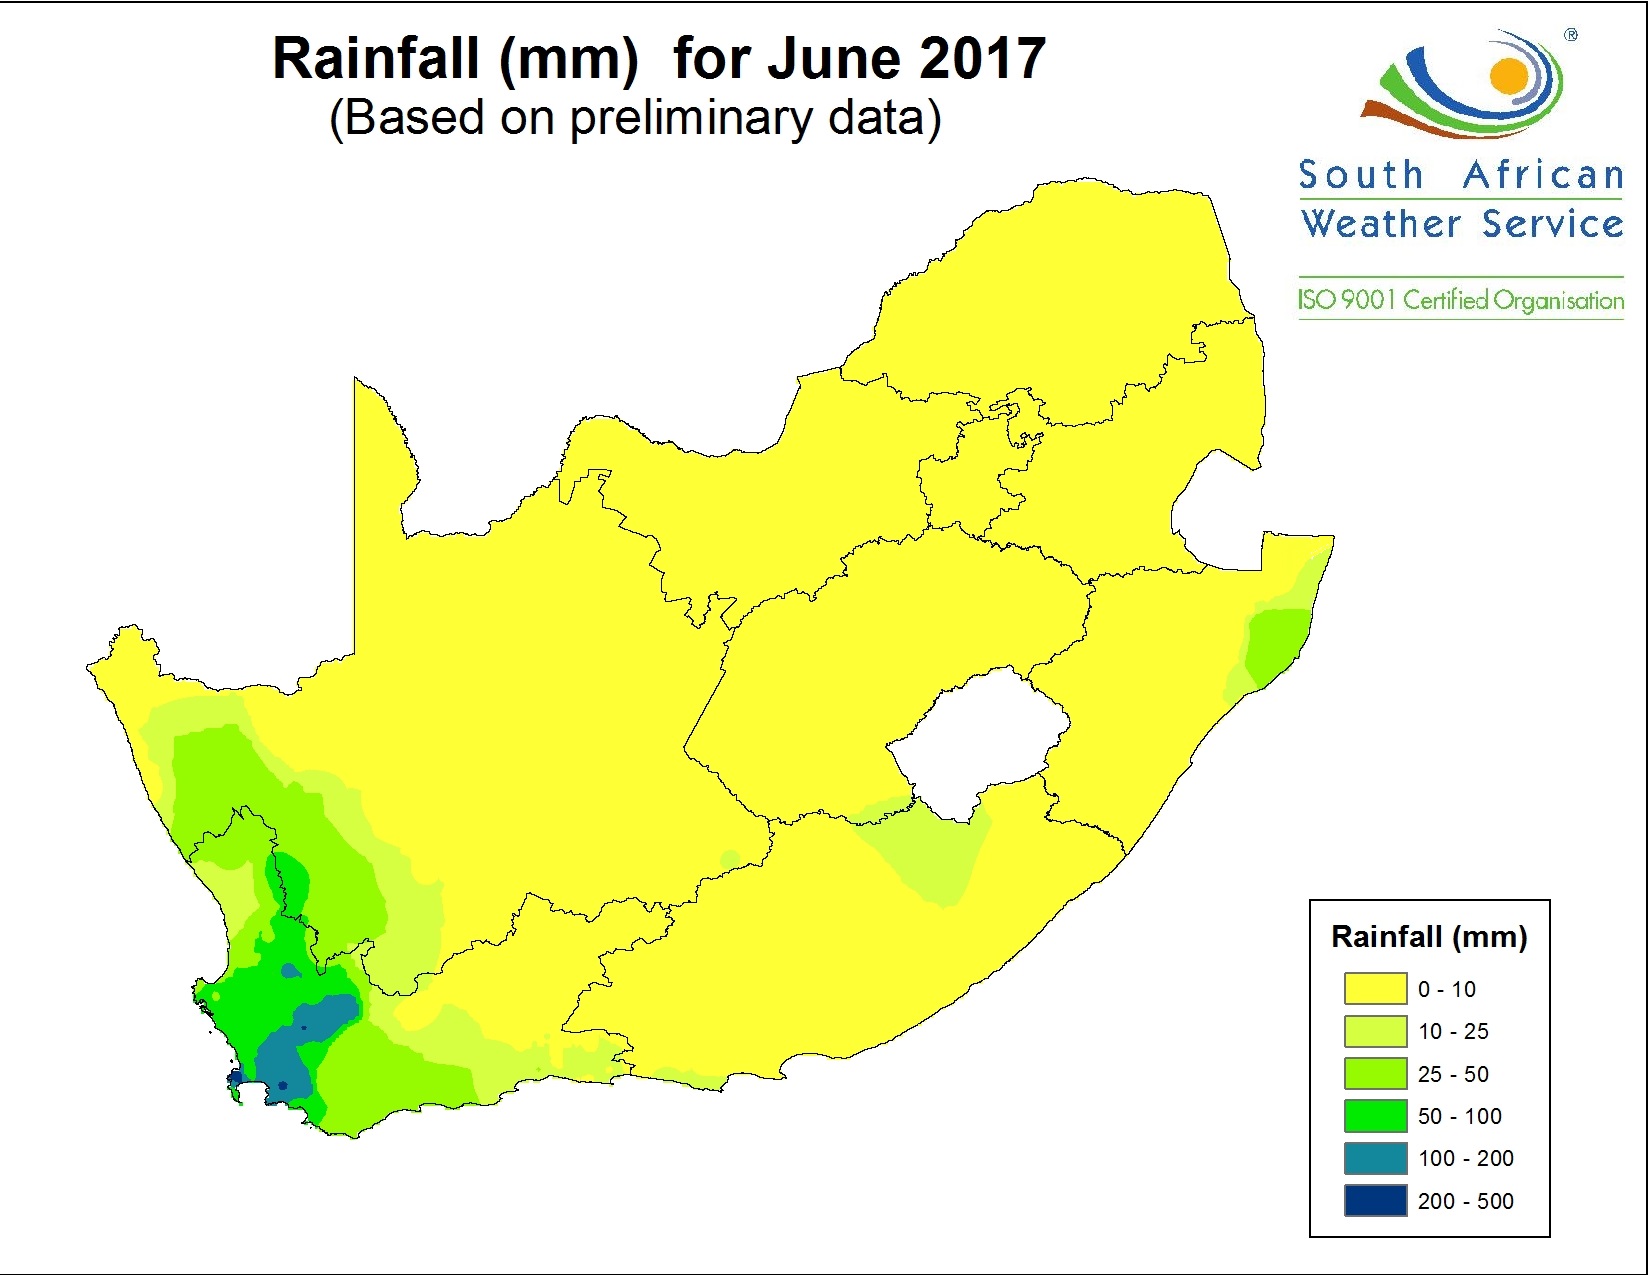 Rainfall (mm) for June 2017
(Based on preliminary data)
®
South African
Weather Service
ISO 9001 Certified Organisation
Rainfall (mm)
0 - 10
10 - 25
25 - 50
50 - 100
100 - 200
200 - 500